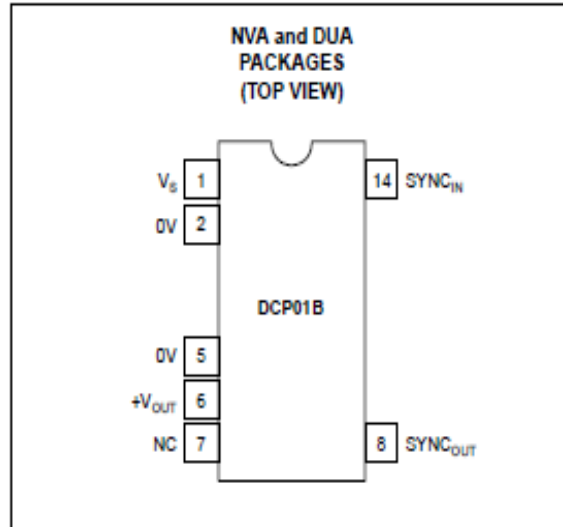 NVA and DUA
PACKAGES
(TOP VIEW)
VS 1
14 SYNCIN
0V 2
DCP01B
0V 5
+VOUT 6
NC 7
8 SYNCOUT